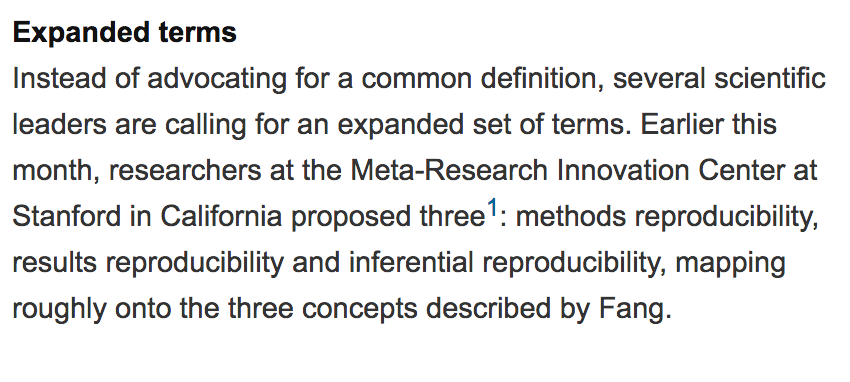 Expanded terms
Instead of advocating for a common definition, several scientific
leaders are calling for an expanded set of terms. Earlier this
month, researchers at the Meta-Research Innovation Center at
Stanford in California proposed three1: methods reproducibility,
results reproducibility and inferential reproducibility, mapping
roughly onto the three concepts described by Fang.